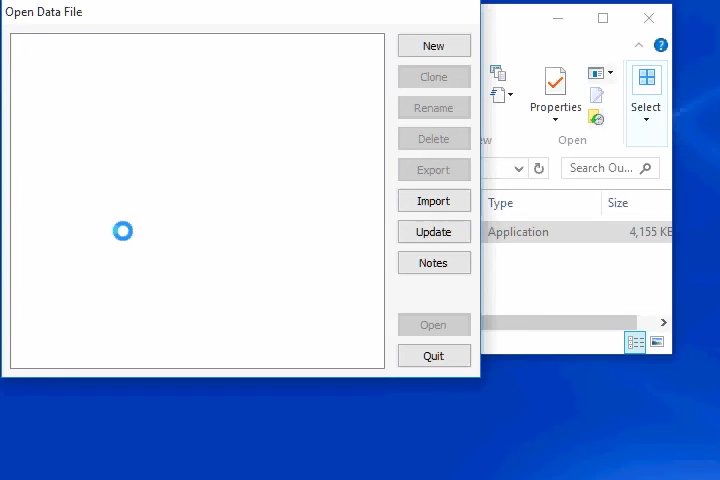 Open Data File
New
Clone
Rename
Delete
Export
Import
Update
Notes
Open
Quit
Properties
Select
Open
Search Ou...
Type
Size
Application
4,155 KB